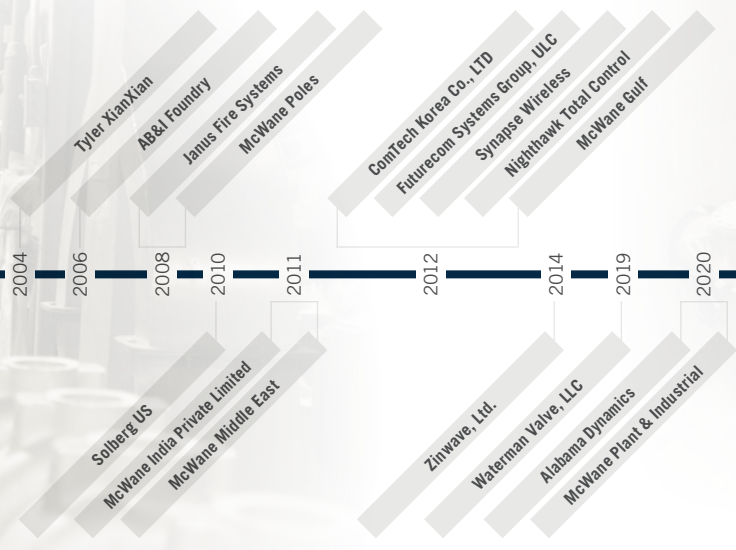 Tyler XianXian
AB&I Foundry
Janus Fire Systems
McWane Poles
ComTech Korea Co., LTD
Futurecom Systems Group, ULC
Synapse Wireless
Nighthawk Total Control
McWane Gulf
2004
2006
2008
2010
2011
2012
2014
2019
2020
Solberg US
McWane India Private Limited
McWane Middle East
Zinwave, Ltd.
Waterman Valve, LLC
Alabama Dynamics
McWane Plant & Industrial